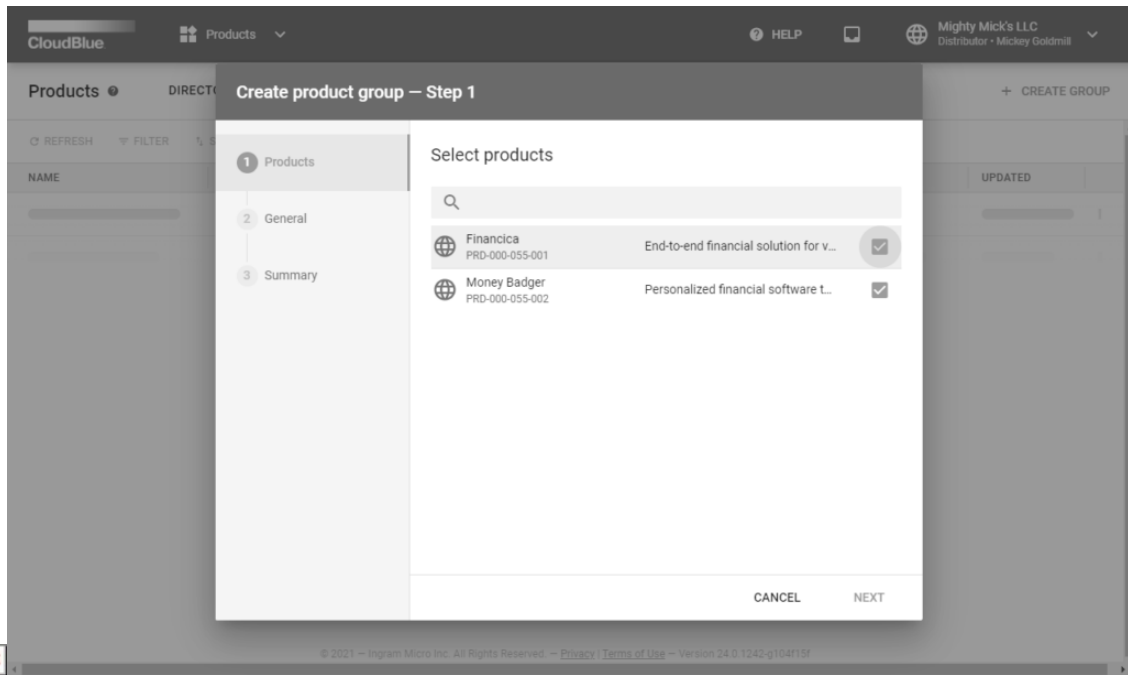 CloudBlue
Products
HELP
Mighty Mick's LLC
Distributor • Mickey Goldmill
Products
+ CREATE GROUP
Create product group — Step 1
REFRESH
FILTER
NAME
UPDATED
1 Products
2 General
3 Summary
Select products
Financica
PRD-000-055-001
End-to-end financial solution for v...
Money Badger
PRD-000-055-002
Personalized financial software t...
CANCEL
NEXT
© 2021 — Ingram Micro Inc. All Rights Reserved. — Privacy | Terms of Use — Version 24.0.1242-g104f15f